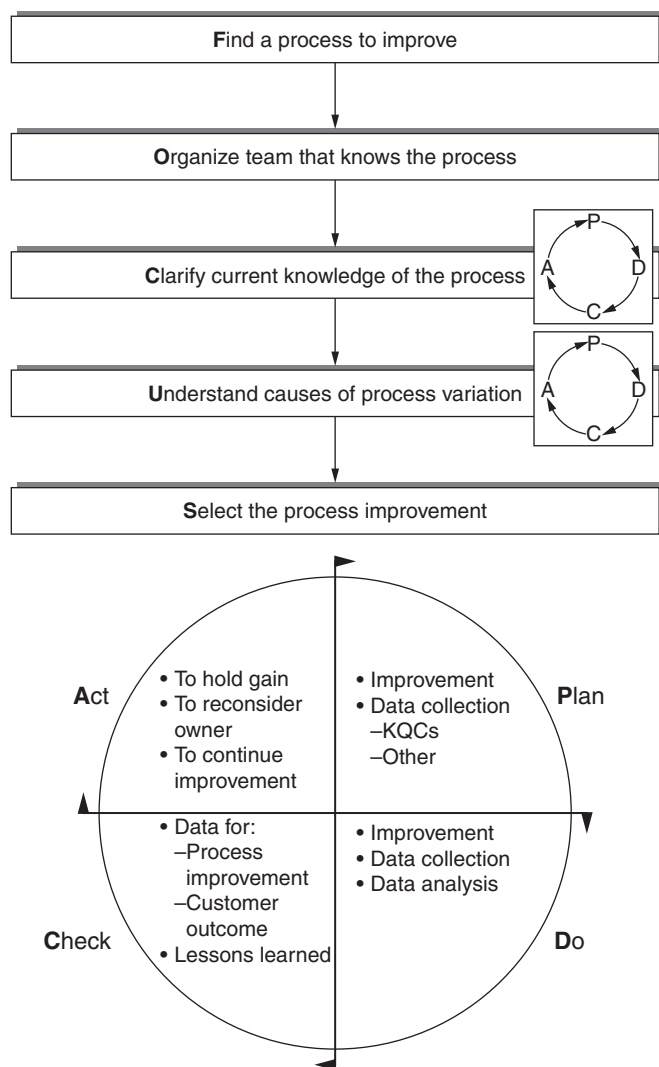 Find a process to improve
Organize team that knows the process
Clarify current knowledge of the process
P
A
D
C
Understand causes of process variation
P
A
D
C
Select the process improvement
Act
• To hold gain
• To reconsider
owner
• To continue
improvement
Plan
• Improvement
• Data collection
–KQCs
–Other
Check
• Data for:
–Process
improvement
–Customer
outcome
• Lessons learned
Do
• Improvement
• Data collection
• Data analysis